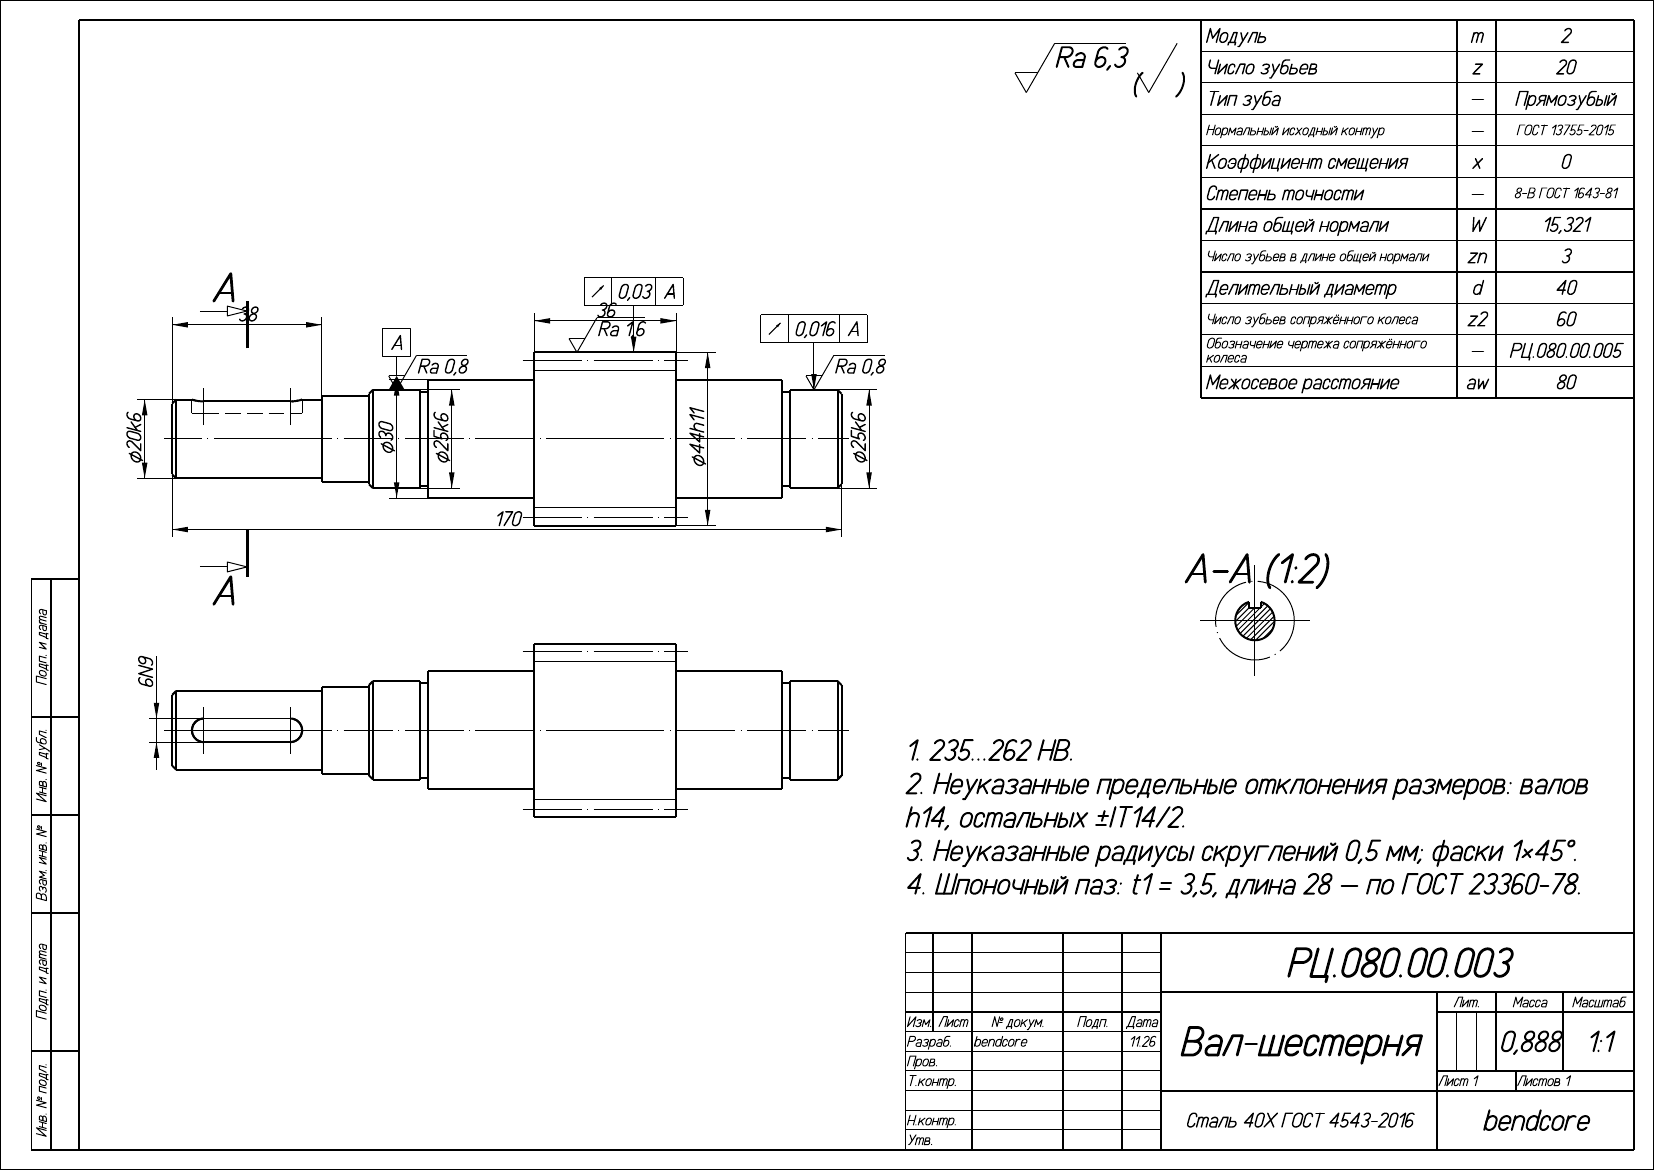 Ra 6,3
( )
Модуль m 2
Число зубьев z 20
Тип зуба — Прямозубый
Нормальный исходный контур — ГОСТ 13755-2015
Коэффициент смещения x 0
Степень точности — 8-В ГОСТ 1643-81
Длина общей нормали W 15,321
Число зубьев в длине общей нормали zn 3
Делительный диаметр d 40
Число зубьев сопряжённого колеса z2 60
Обозначение чертежа сопряжённого
колеса — РЦ.080.00.005
Межосевое расстояние aw 80
A
38
0,03 A
36
Ra 1,6
0,016 A
A
Ra 0,8
Ra 0,8
ϕ20k6
ϕ30
ϕ25k6
ϕ44h11
ϕ25k6
170
A
A-A (1:2)
6N9
1. 235...262 HB.
2. Неуказанные предельные отклонения размеров: валов
h14, остальных ±IT14/2.
3. Неуказанные радиусы скруглений 0,5 мм; фаски 1×45°.
4. Шпоночный паз: t1 = 3,5, длина 28 — по ГОСТ 23360-78.
Подп. и дата
Инв. № дубл.
Взам. инв. №
Подп. и дата
Инв. № подл.
РЦ.080.00.003
Изм. Лист № докум. Подп. Дата
Разраб. bendcore 11.26
Пров.
Т.контр.
Н.контр.
Утв.
Вал-шестерня
Лит. Масса Масштаб
0,888 1:1
Лист 1 Листов 1
Сталь 40Х ГОСТ 4543-2016
bendcore